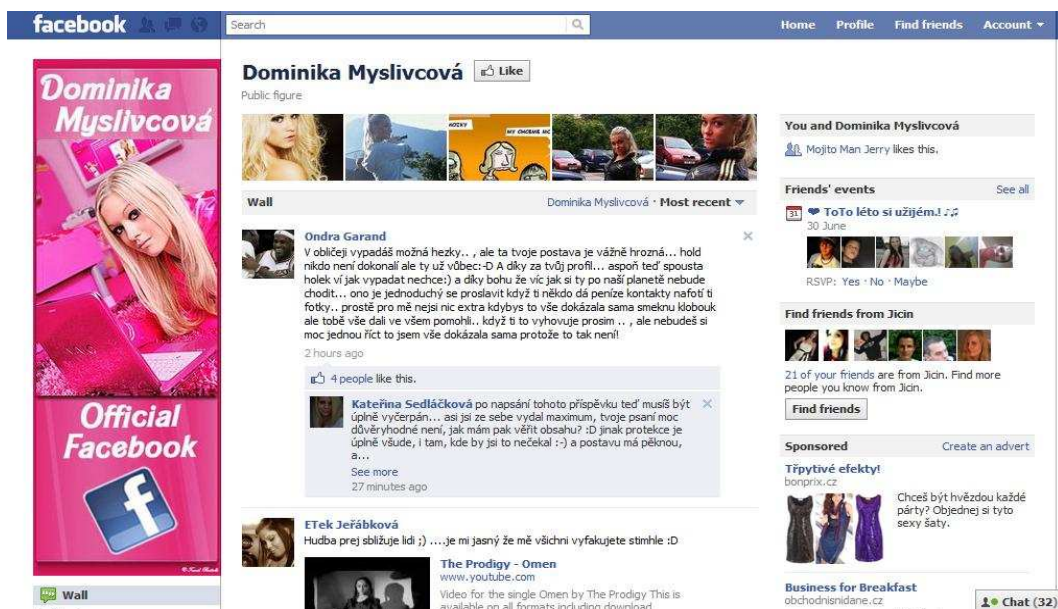 facebook
Search
Home Profile Find friends Account
Dominika
Myslivcová
Official
Facebook
Wall
Dominika Myslivcová Like
Public figure
MY CHCEME
Wall Dominika Myslivcová · Most recent
Ondra Garand
V obličeji vypadáš možná hezky.. , ale ta tvoje postava je vážně hrozná... hold
nikdo není dokonalí ale ty už vůbec:-D A díky za tvůj profil... aspoň teď spousta
holek ví jak vypadat nechce:) a díky bohu že víc jak si ty po naší planetě nebude
chodit... ono je jednoduchý se proslavit když ti někdo dá peníze kontakty nafotí ti
fotky.. prostě pro mě nejsi nic extra kdybys to vše dokázala sama smeknu klobouk
ale tobě vše dali ve všem pomohli.. když ti to vyhovuje prosim .. , ale nebudeš si
moc jednou říct to jsem vše dokázala sama protože to tak není!
2 hours ago
4 people like this.
Kateřina Sedláčková po napsání tohoto příspěvku teď musíš být
úplně vyčerpán... asi jsi ze sebe vydal maximum, tvoje psaní moc
důvěryhodné není, jak mám pak věřit obsahu? :D jinak protekce je
úplně všude, i tam, kde by jsi to nečekal :-) a postavu má pěknou,
a...
See more
27 minutes ago
ETek Jeřábková
Hudba prej sbližuje lidi ;) ....je mi jasný že mě všichni vyfakujete stimhle :D
The Prodigy - Omen
www.youtube.com
Video for the single Omen by The Prodigy This is
available on all formats including download
You and Dominika Myslivcová
Mojito Man Jerry likes this.
Friends' events See all
31 ❤ ToTo léto si užijém.! ♪♫
30 June
RSVP: Yes · No · Maybe
Find friends from Jicin
21 of your friends are from Jicin. Find more
people you know from Jicin.
Find friends
Sponsored Create an advert
Třpytivé efekty!
bonprix.cz
Chceš být hvězdou každé
párty? Objednej si tyto
sexy šaty.
Business for Breakfast
obchodnisnidane.cz
Chat (32)